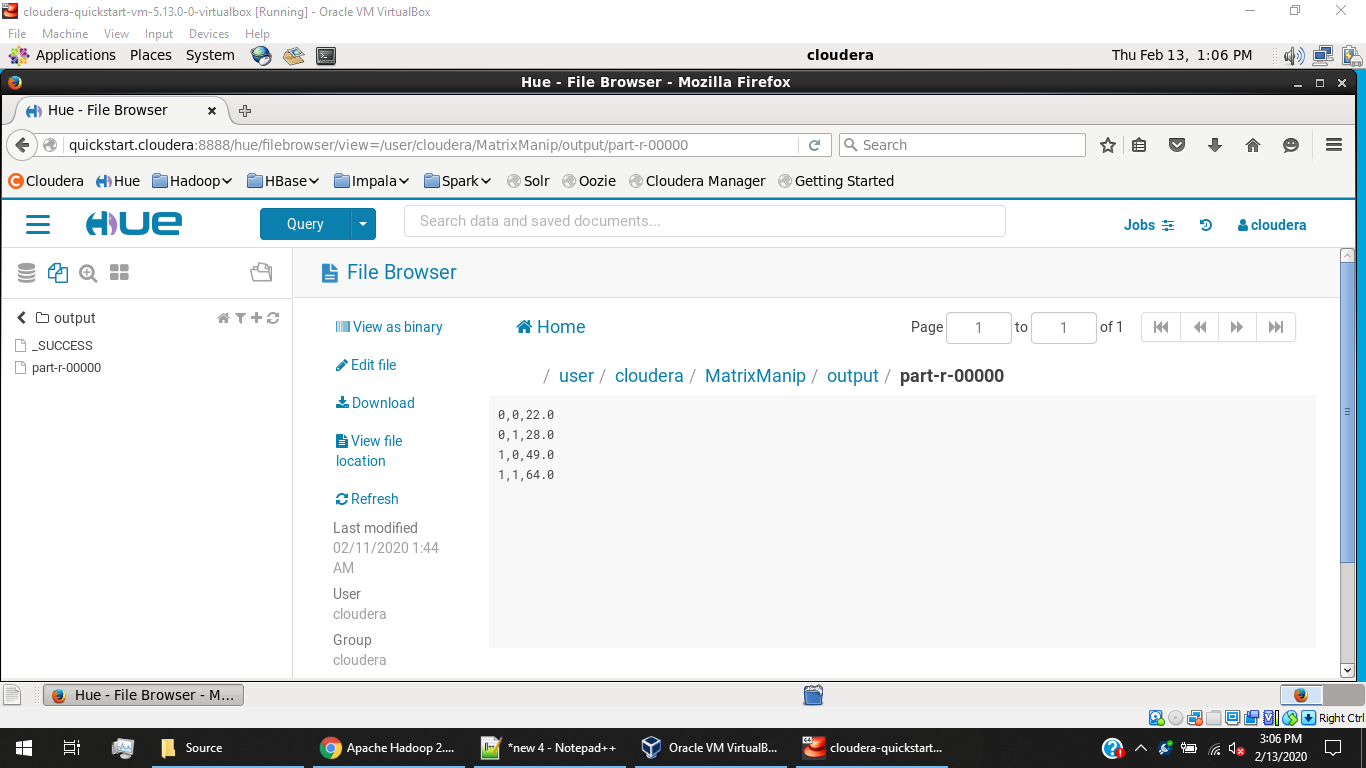 cloudera-quickstart-vm-5.13.0-0-virtualbox [Running] - Oracle VM VirtualBox
File Machine View Input Devices Help
Applications Places System cloudera Thu Feb 13, 1:06 PM
Hue - File Browser - Mozilla Firefox
Hue - File Browser
quickstart.cloudera:8888/hue/filebrowser/view=/user/cloudera/MatrixManip/output/part-r-00000 Search
Cloudera Hue Hadoop HBase Impala Spark Solr Oozie Cloudera Manager Getting Started
HUE Query Search data and saved documents... Jobs cloudera
File Browser
output
_SUCCESS
part-r-00000
View as binary
Edit file
Download
View file
location
Refresh
Last modified
02/11/2020 1:44
AM
User
cloudera
Group
cloudera
Home Page 1 to 1 of 1
/ user / cloudera / MatrixManip / output / part-r-00000
0,0,22.0
0,1,28.0
1,0,49.0
1,1,64.0
Hue - File Browser - M...
Right Ctrl
Source Apache Hadoop 2.... *new 4 - Notepad++ Oracle VM VirtualB... cloudera-quickstart...
3:06 PM
2/13/2020